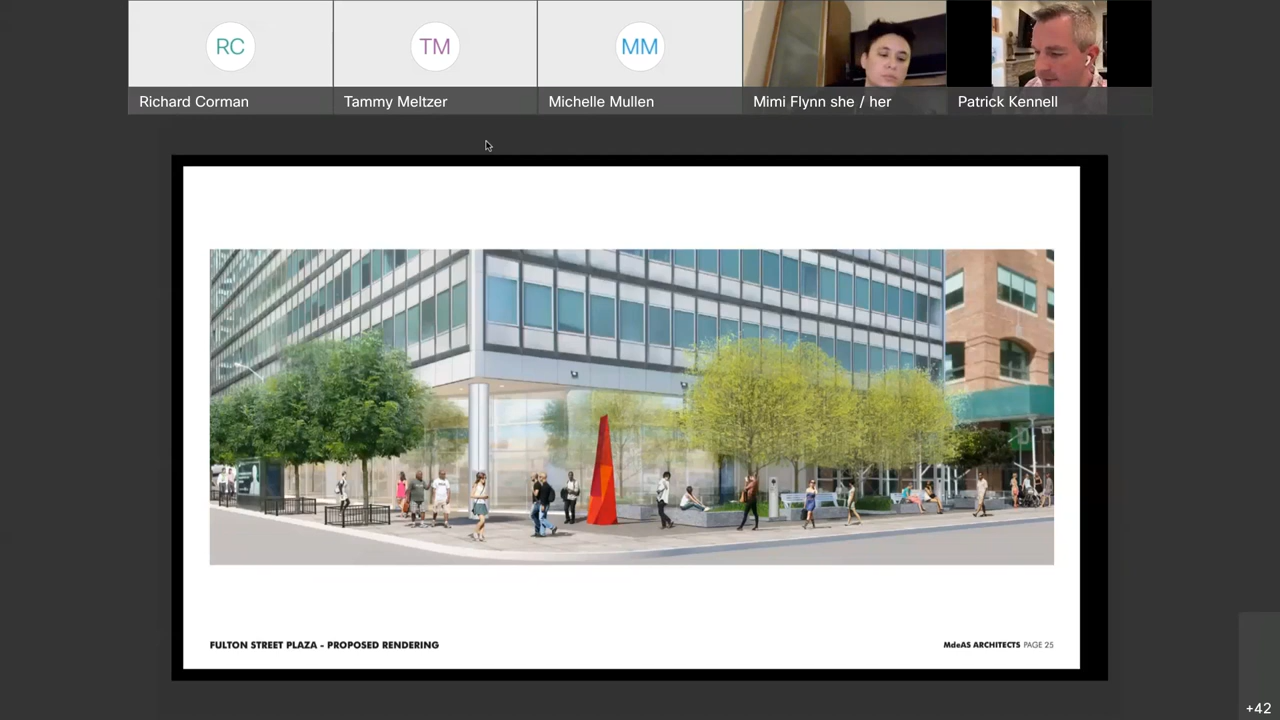 RC
TM
MM
Richard Corman
Tammy Meltzer
Michelle Mullen
Mimi Flynn she / her
Patrick Kennell
FULTON STREET PLAZA - PROPOSED RENDERING
MdeAS ARCHITECTS PAGE 25
+42